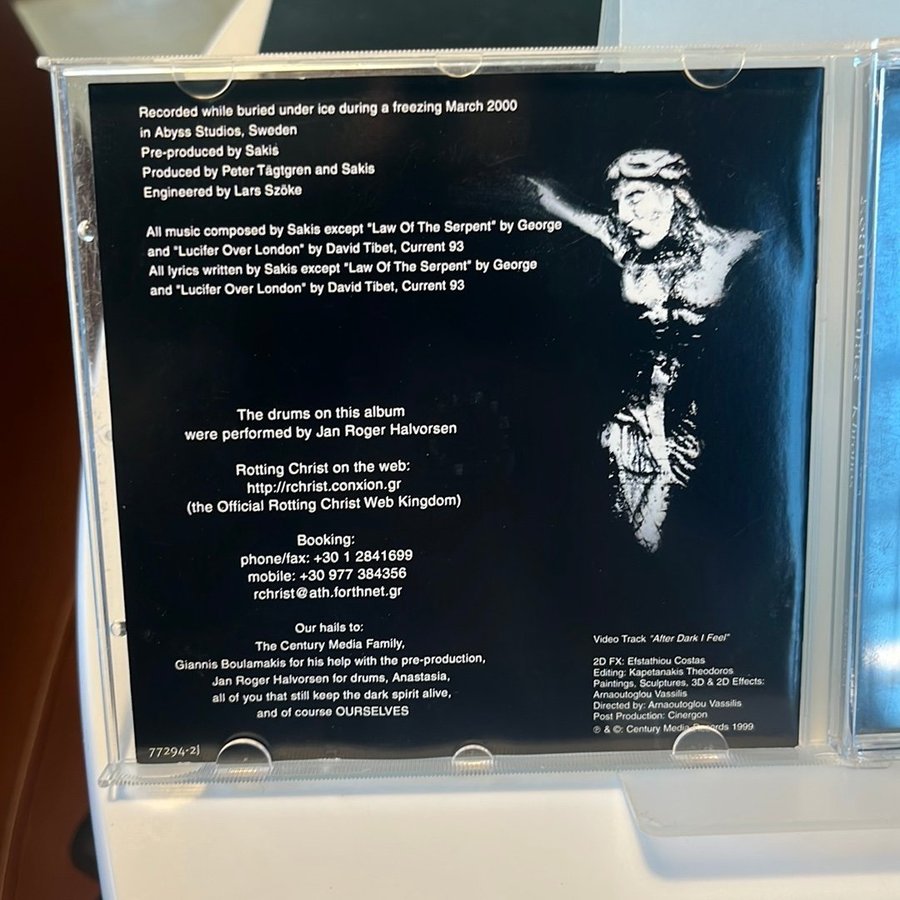 Recorded while buried under ice during a freezing March 2000
in Abyss Studios, Sweden
Pre-produced by Sakis
Produced by Peter Tägtgren and Sakis
Engineered by Lars Szöke
All music composed by Sakis except "Law Of The Serpent" by George
and "Lucifer Over London" by David Tibet, Current 93
All lyrics written by Sakis except "Law Of The Serpent" by George
and "Lucifer Over London" by David Tibet, Current 93
The drums on this album
were performed by Jan Roger Halvorsen
Rotting Christ on the web:
http://rchrist.conxion.gr
(the Official Rotting Christ Web Kingdom)
Booking:
phone/fax: +30 1 2841699
mobile: +30 977 384356
rchrist@ath.forthnet.gr
Our hails to:
The Century Media Family,
Giannis Boulamakis for his help with the pre-production,
Jan Roger Halvorsen for drums, Anastasia,
all of you that still keep the dark spirit alive,
and of course OURSELVES
77294-2
Video Track "After Dark I Feel"
2D FX: Efstathiou Costas
Editing: Kapetanakis Theodoros
Paintings, Sculptures, 3D & 2D Effects:
Arnaoutoglou Vassilis
Directed by: Arnaoutoglou Vassilis
Post Production: Cinergon
℗ & ©: Century Media Records 1999